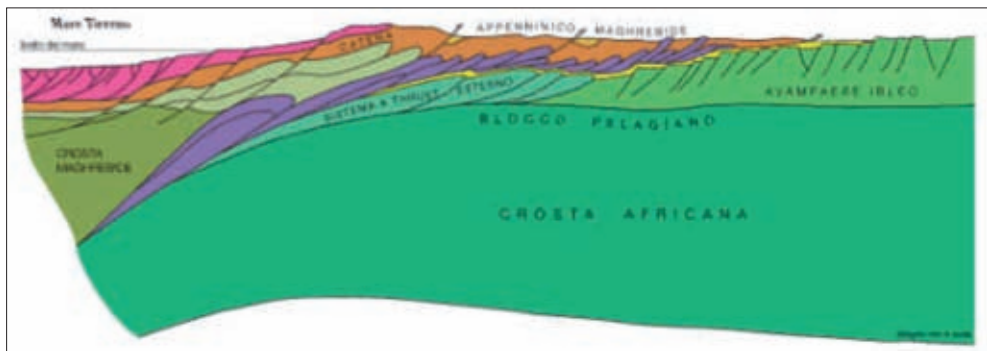 Mare Tirreno
livello del mare
CATENA APPENNINICO MAGHREBIDE
SISTEMA A THRUST ESTERNO
AVAMPAESE IBLEO
BLOCCO PELAGIANO
CROSTA
MAGHREBIDE
CROSTA AFRICANA